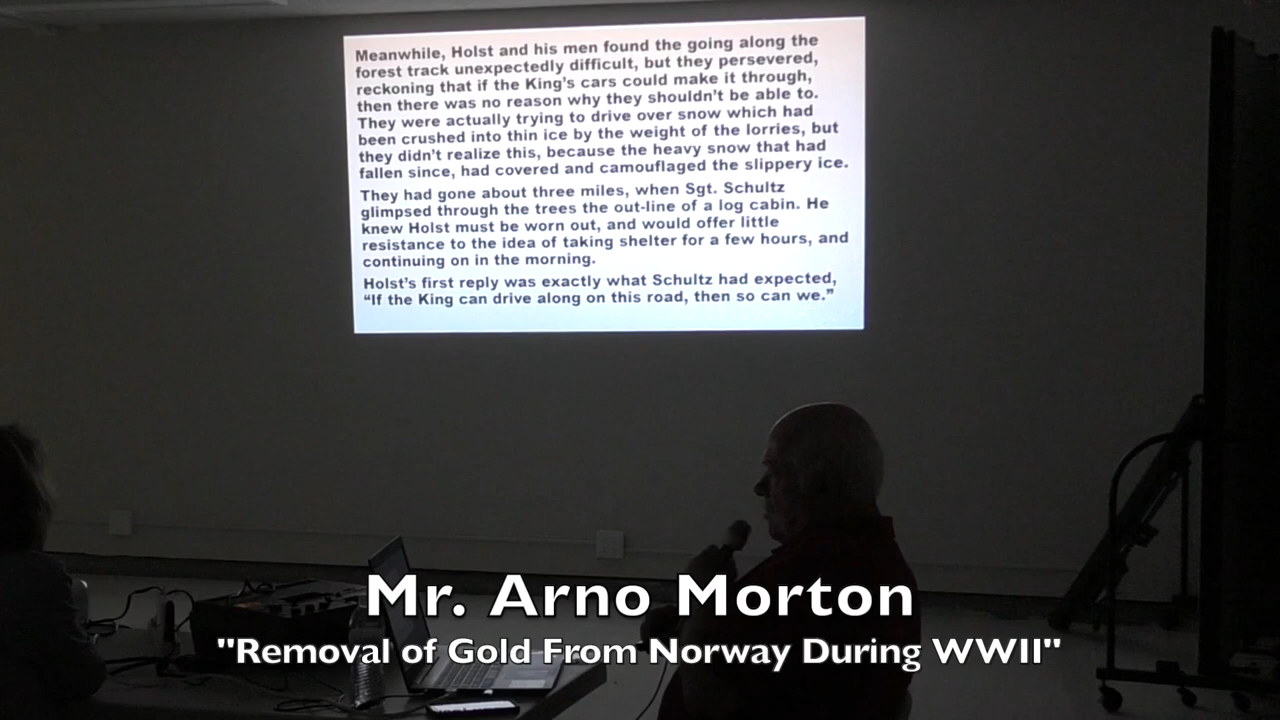 Meanwhile, Holst and his men found the going along the
forest track unexpectedly difficult, but they persevered,
reckoning that if the King's cars could make it through,
then there was no reason why they shouldn't be able to.
They were actually trying to drive over snow which had
been crushed into thin ice by the weight of the lorries, but
they didn't realize this, because the heavy snow that had
fallen since, had covered and camouflaged the slippery ice.
They had gone about three miles, when Sgt. Schultz
glimpsed through the trees the out-line of a log cabin. He
knew Holst must be worn out, and would offer little
resistance to the idea of taking shelter for a few hours, and
continuing on in the morning.
Holst's first reply was exactly what Schultz had expected,
“If the King can drive along on this road, then so can we.”
Mr. Arno Morton
"Removal of Gold From Norway During WWII"